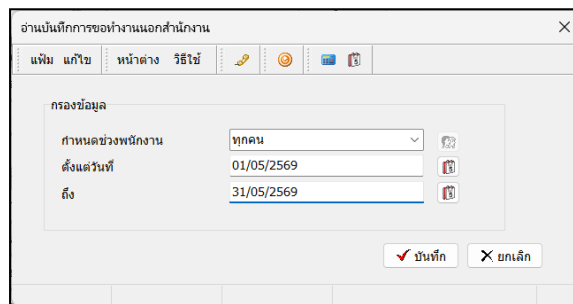 อ่านบันทึกการขอทำงานนอกสำนักงาน
แฟ้ม แก้ไข หน้าต่าง วิธีใช้
กรองข้อมูล
กำหนดช่วงพนักงาน ทุกคน
ตั้งแต่วันที่ 01/05/2569
ถึง 31/05/2569
บันทึก ยกเลิก